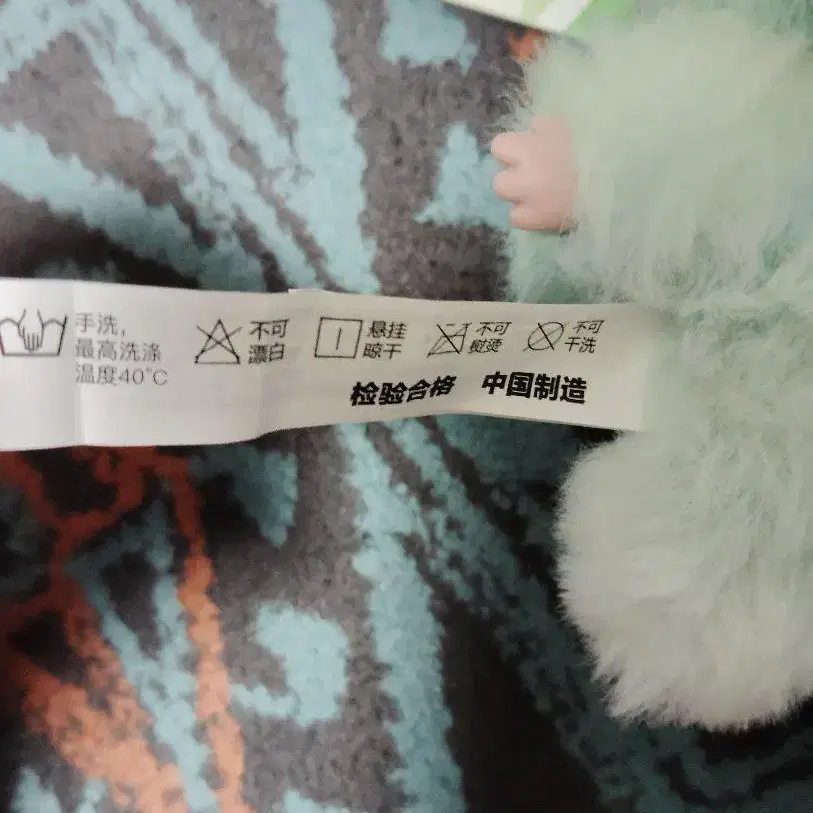 手洗,
最高洗涤
温度40°C
不可
漂白
悬挂
晾干
不可
熨烫
不可
干洗
检验合格 中国制造